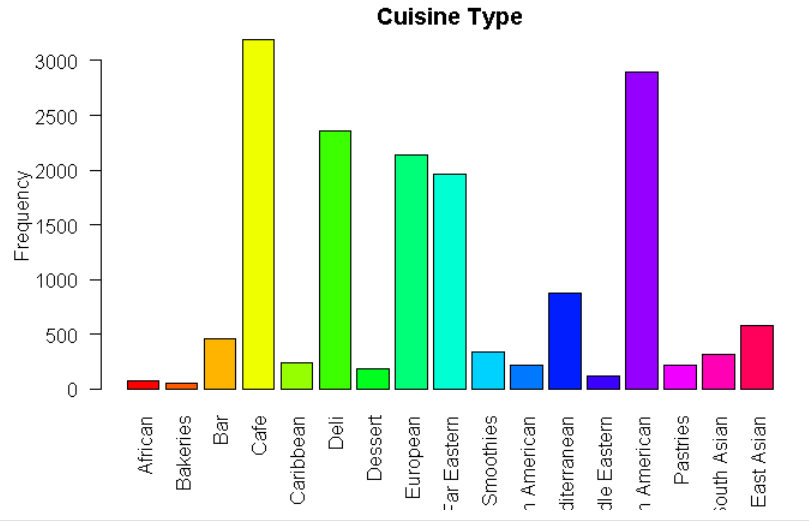 Cuisine Type
Frequency
3000
2500
2000
1500
1000
500
0
African
Bakeries
Bar
Cafe
Caribbean
Deli
Dessert
European
Far Eastern
Smoothies
n American
diterranean
dle Eastern
n American
Pastries
South Asian
East Asian